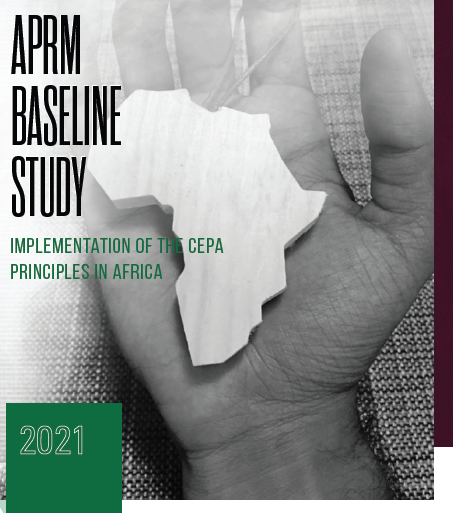 APRM
BASELINE
STUDY
IMPLEMENTATION OF THE CEPA
PRINCIPLES IN AFRICA
2021